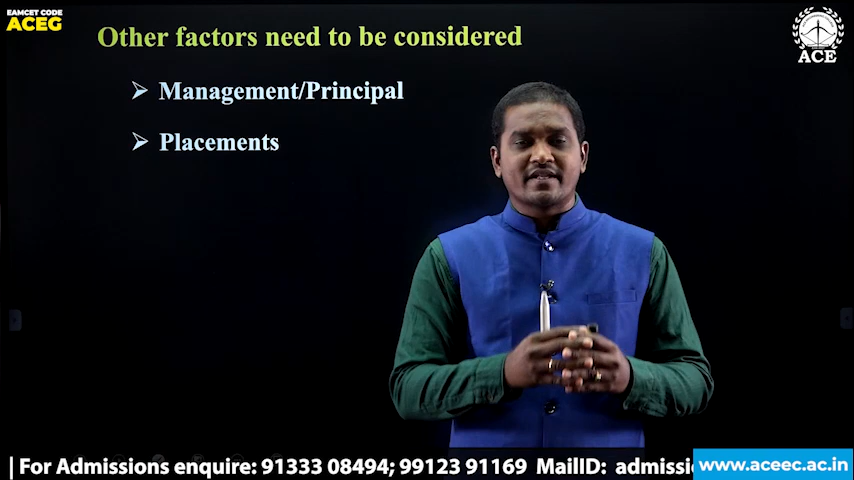 EAMCET CODE
ACEG
Other factors need to be considered
ACE
➢ Management/Principal
➢ Placements
| For Admissions enquire: 91333 08494; 99123 91169 MailID: admissi
www.aceec.ac.in